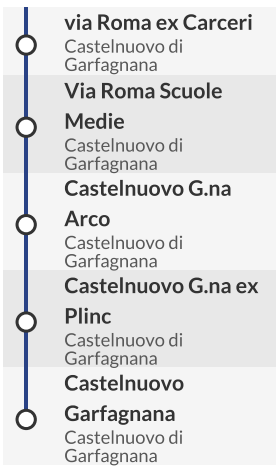 via Roma ex Carceri
Castelnuovo di
Garfagnana
Via Roma Scuole
Medie
Castelnuovo di
Garfagnana
Castelnuovo G.na
Arco
Castelnuovo di
Garfagnana
Castelnuovo G.na ex
Plinc
Castelnuovo di
Garfagnana
Castelnuovo
Garfagnana
Castelnuovo di
Garfagnana